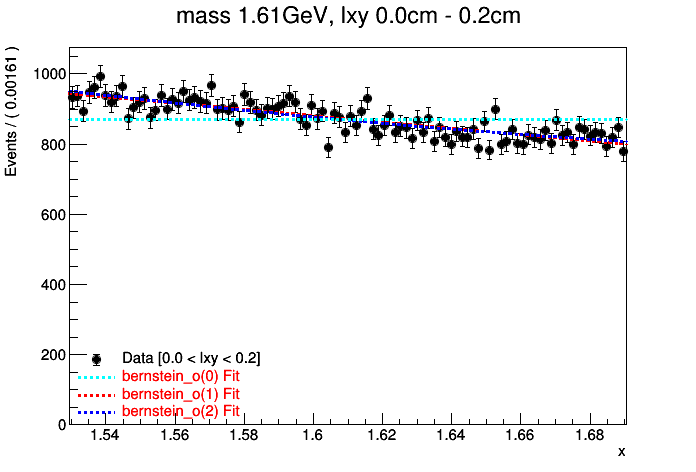 mass 1.61GeV, lxy 0.0cm - 0.2cm
Events / ( 0.00161 )
1000
800
600
400
200
0
Data [0.0 < lxy < 0.2]
bernstein_o(0) Fit
bernstein_o(1) Fit
bernstein_o(2) Fit
1.54 1.56 1.58 1.6 1.62 1.64 1.66 1.68
x